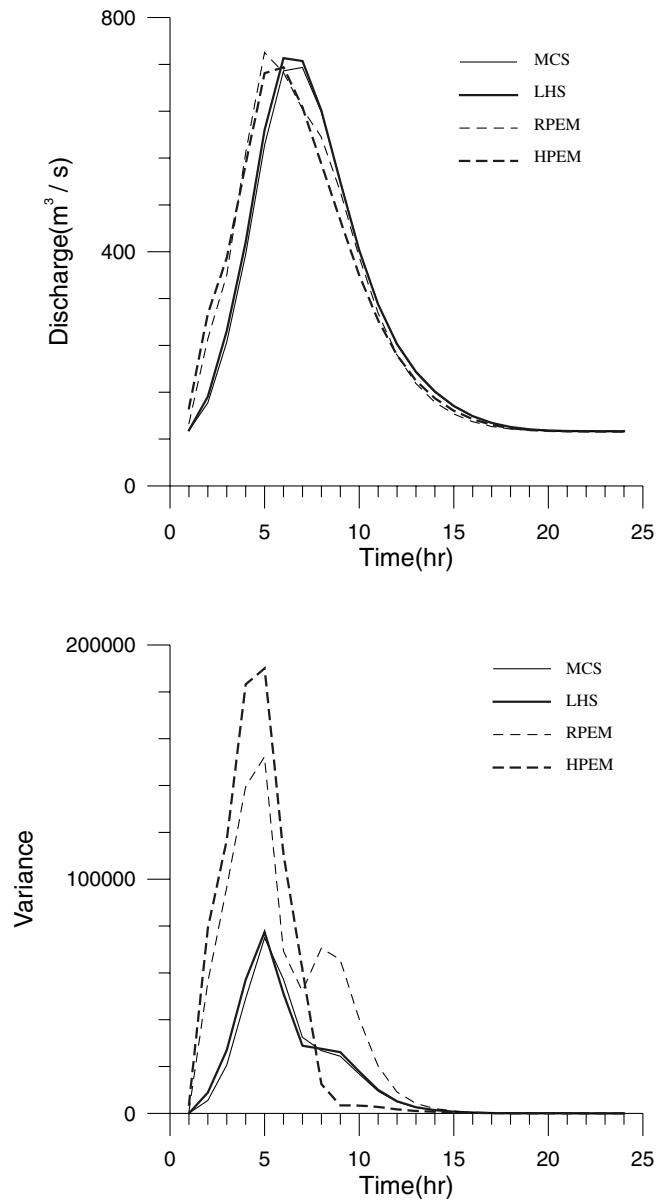 800
400
0
Discharge(m³ / s)
MCS
LHS
RPEM
HPEM
0 5 10 15 20 25
Time(hr)
200000
100000
0
Variance
MCS
LHS
RPEM
HPEM
0 5 10 15 20 25
Time(hr)